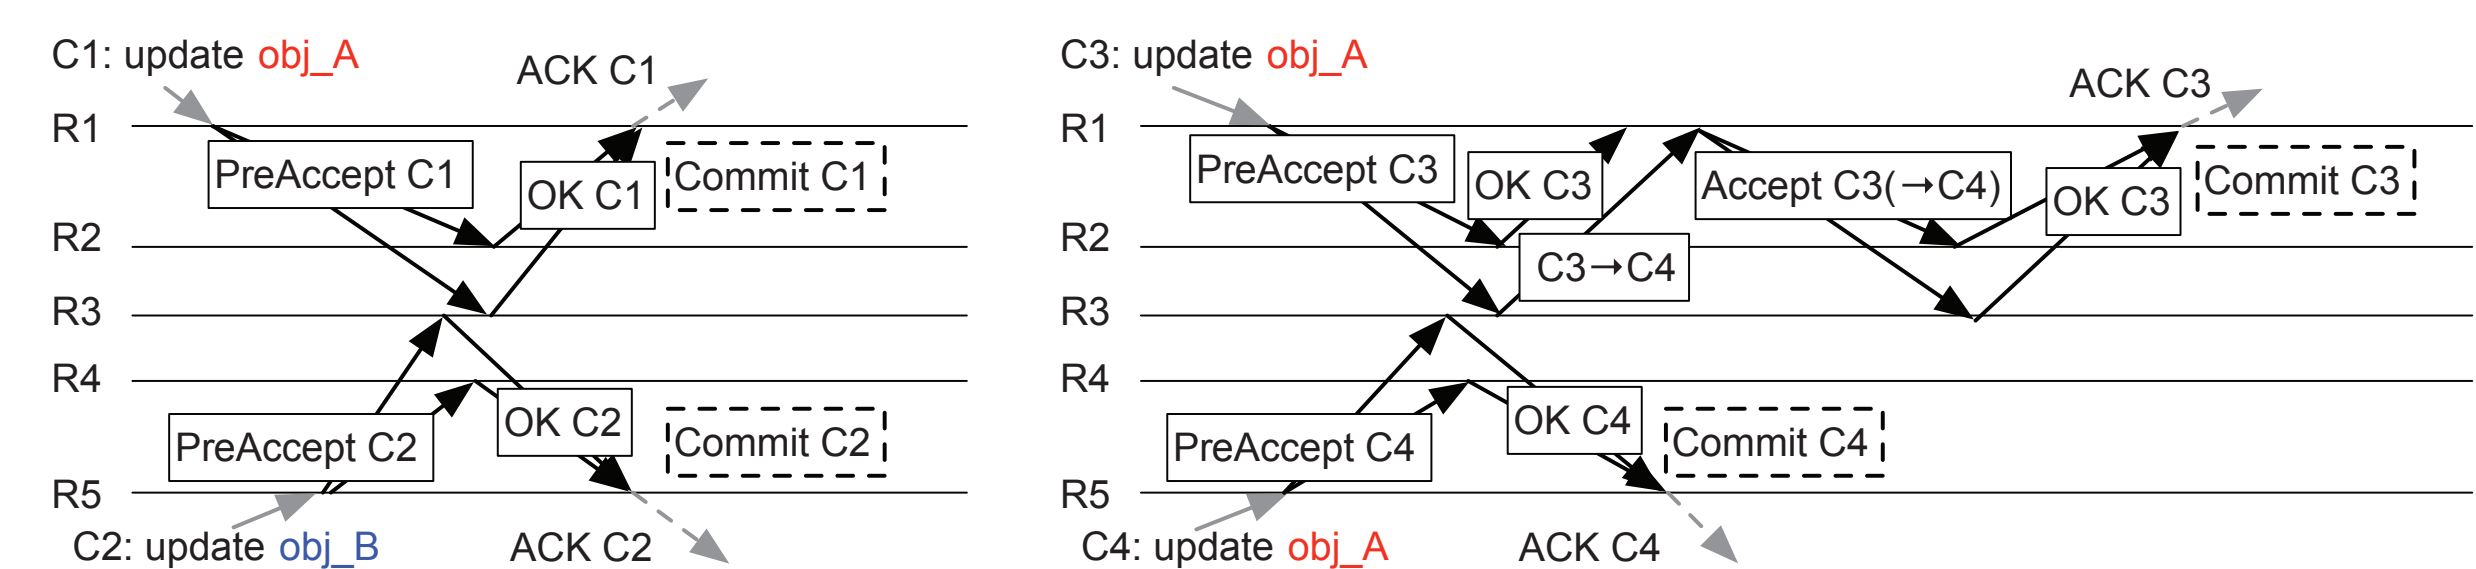 C1: update obj_A
ACK C1
R1
PreAccept C1
OK C1
Commit C1
R2
R3
R4
PreAccept C2
OK C2
Commit C2
R5
C2: update obj_B
ACK C2
C3: update obj_A
ACK C3
R1
PreAccept C3
OK C3
Accept C3(→C4)
OK C3
Commit C3
R2
C3→C4
R3
R4
PreAccept C4
OK C4
Commit C4
R5
C4: update obj_A
ACK C4